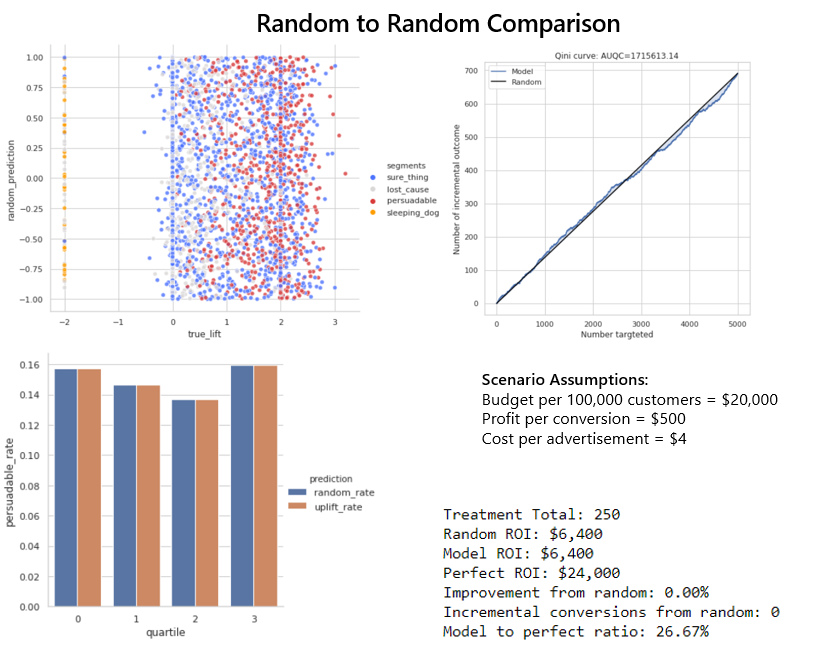 Random to Random Comparison
1.00
0.75
0.50
0.25
0.00
−0.25
−0.50
−0.75
−1.00
random_prediction
−2
−1
0
1
2
3
true_lift
segments
sure_thing
lost_cause
persuadable
sleeping_dog
Qini curve: AUQC=1715613.14
Model
Random
700
600
500
400
300
200
100
0
Number of incremental outcome
0
1000
2000
3000
4000
5000
Number targteted
0.16
0.14
0.12
0.10
0.08
0.06
0.04
0.02
0.00
persuadable_rate
0
1
2
3
quartile
prediction
random_rate
uplift_rate
Scenario Assumptions:
Budget per 100,000 customers = $20,000
Profit per conversion = $500
Cost per advertisement = $4
Treatment Total: 250
Random ROI: $6,400
Model ROI: $6,400
Perfect ROI: $24,000
Improvement from random: 0.00%
Incremental conversions from random: 0
Model to perfect ratio: 26.67%